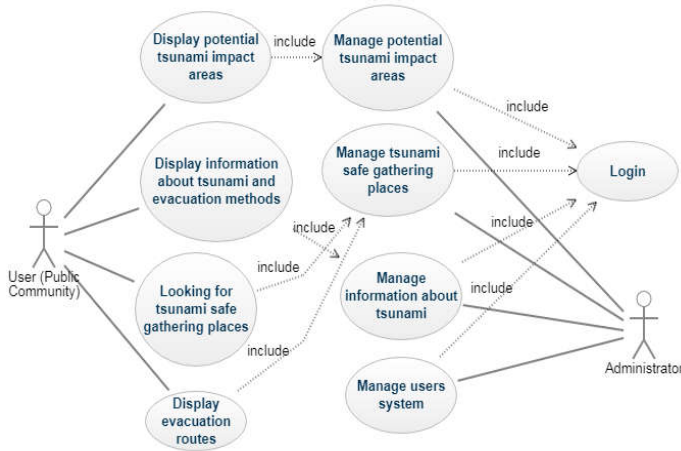 Display potential
tsunami impact
areas
include
Manage potential
tsunami impact
areas
include
Display information
about tsunami and
evacuation methods
Manage tsunami
safe gathering
places
include
Login
include
include
User (Public
Community)
Looking for
tsunami safe
gathering places
include
Manage
information about
tsunami
include
include
Administrator
Display
evacuation
routes
Manage users
system